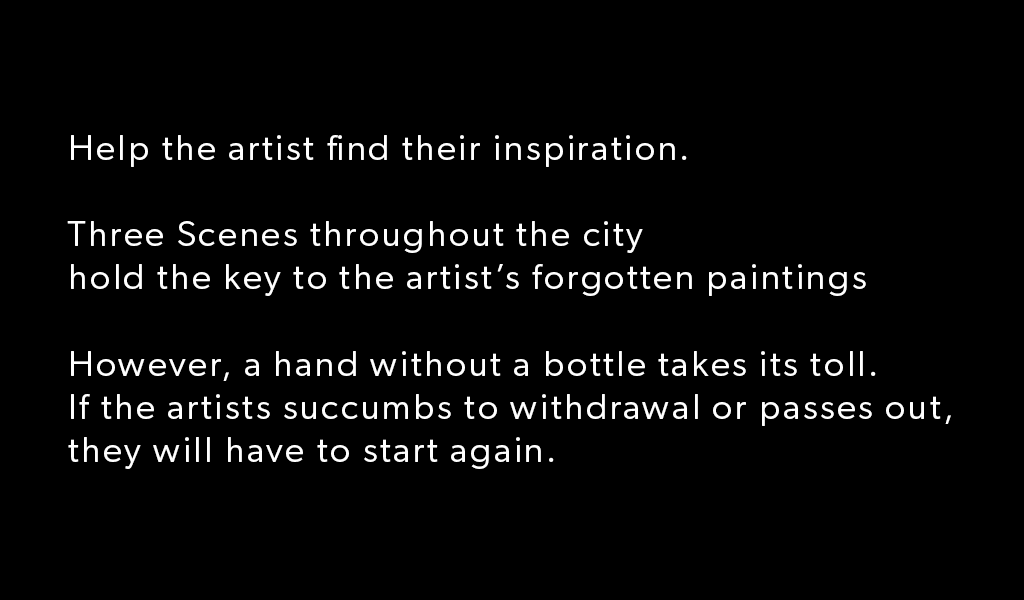 Help the artist find their inspiration.
Three Scenes throughout the city
hold the key to the artist’s forgotten paintings
However, a hand without a bottle takes its toll.
If the artists succumbs to withdrawal or passes out,
they will have to start again.